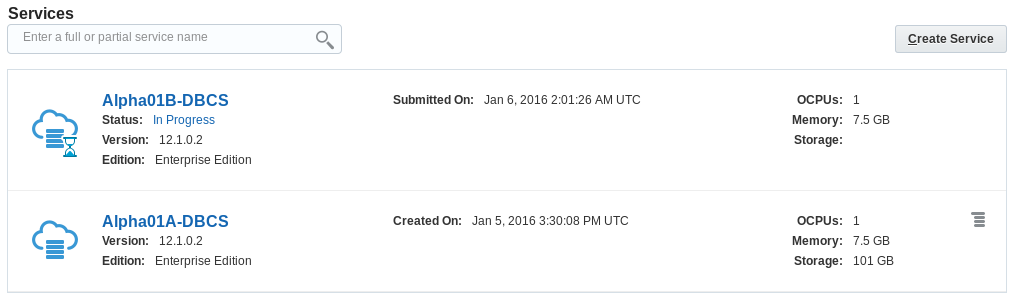 Services
Enter a full or partial service name
Create Service
Alpha01B-DBCS
Submitted On: Jan 6, 2016 2:01:26 AM UTC
OCPUs: 1
Status: In Progress
Memory: 7.5 GB
Version: 12.1.0.2
Storage:
Edition: Enterprise Edition
Alpha01A-DBCS
Created On: Jan 5, 2016 3:30:08 PM UTC
OCPUs: 1
Version: 12.1.0.2
Memory: 7.5 GB
Edition: Enterprise Edition
Storage: 101 GB